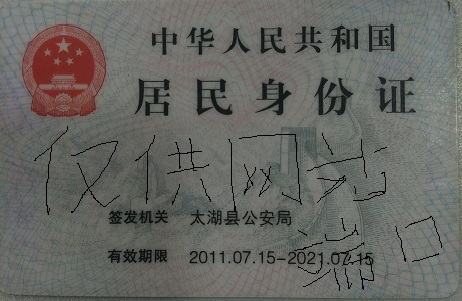 中华人民共和国
居民身份证
仅供网站
签发机关 太湖县公安局
端口
有效期限 2011.07.15-2021.07.15